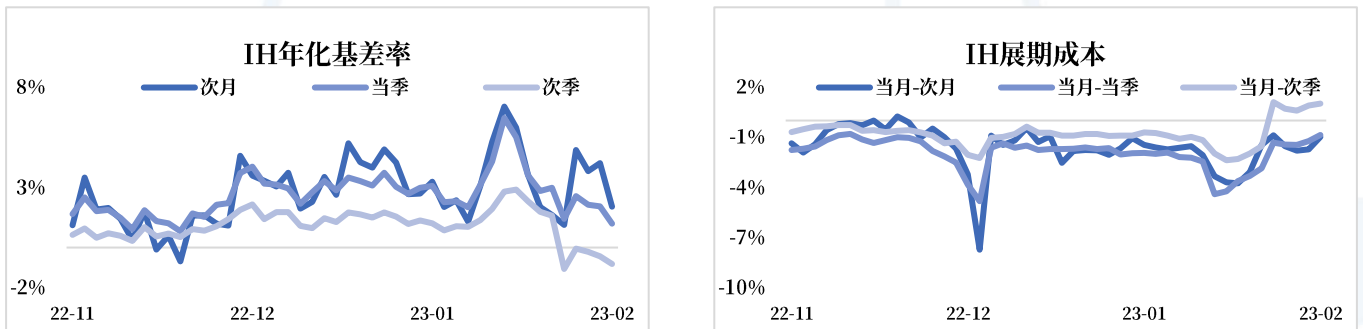 IH年化基差率
8%
次月
当季
次季
3%
-2%
22-11
22-12
23-01
23-02
IH展期成本
2%
当月-次月
当月-当季
当月-次季
-1%
-4%
-7%
-10%
22-11
22-12
23-01
23-02